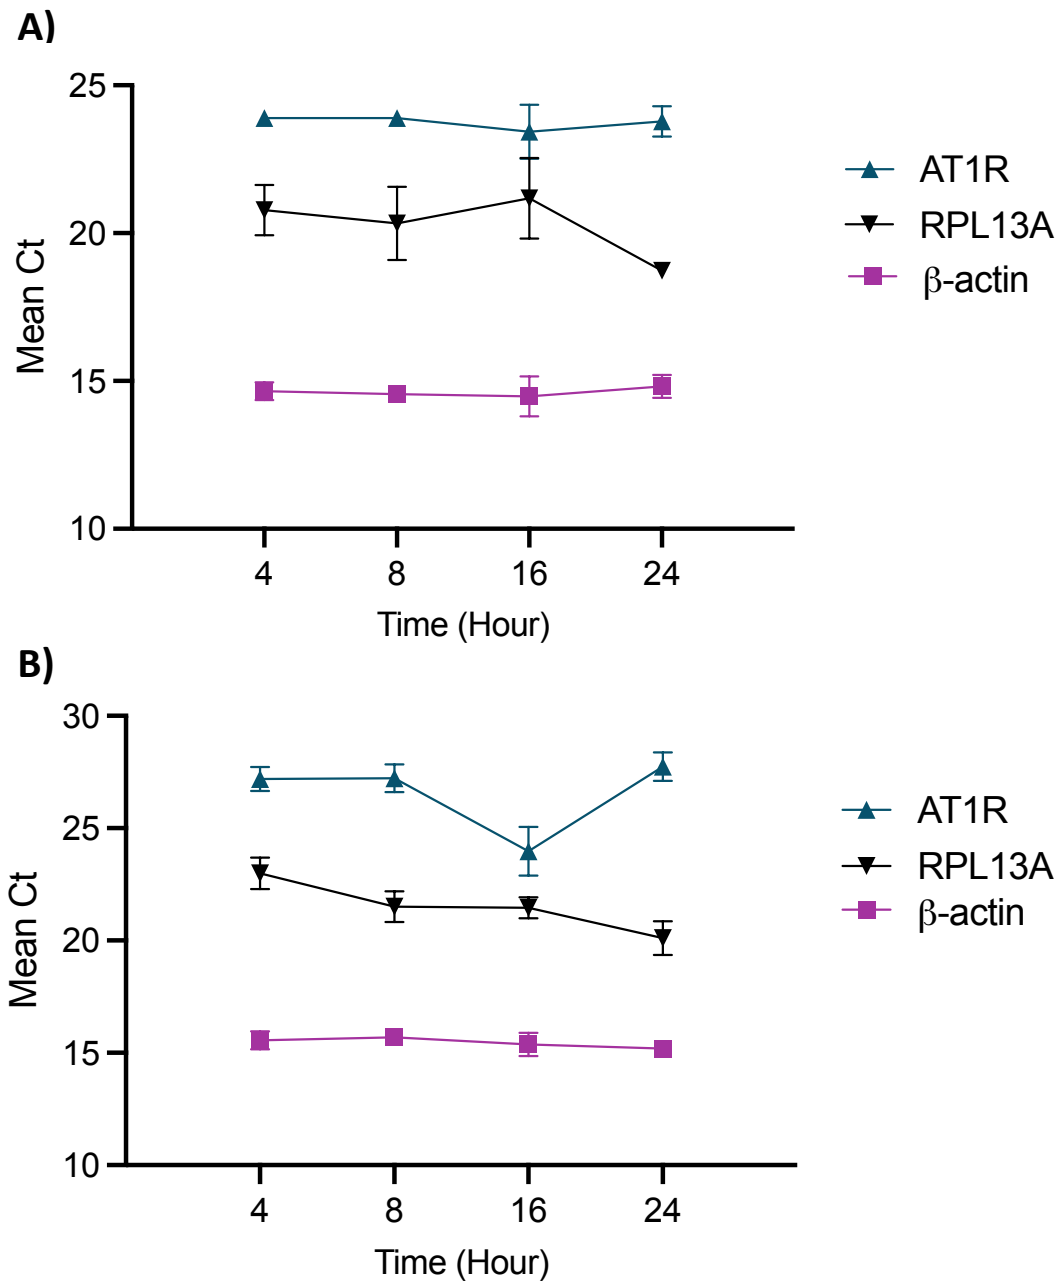 A)
25
20
15
10
Mean Ct
4 8 16 24
Time (Hour)
AT1R
RPL13A
β-actin
B)
30
25
20
15
10
Mean Ct
4 8 16 24
Time (Hour)
AT1R
RPL13A
β-actin